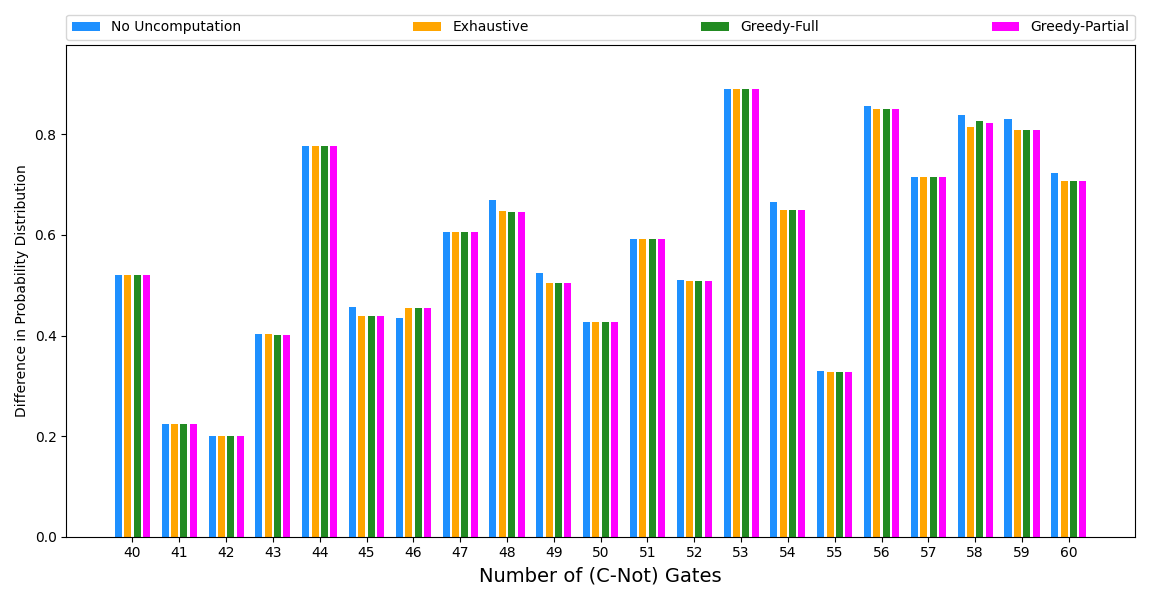 No Uncomputation Exhaustive Greedy-Full Greedy-Partial
Difference in Probability Distribution
0.8
0.6
0.4
0.2
0.0
40 41 42 43 44 45 46 47 48 49 50 51 52 53 54 55 56 57 58 59 60
Number of (C-Not) Gates